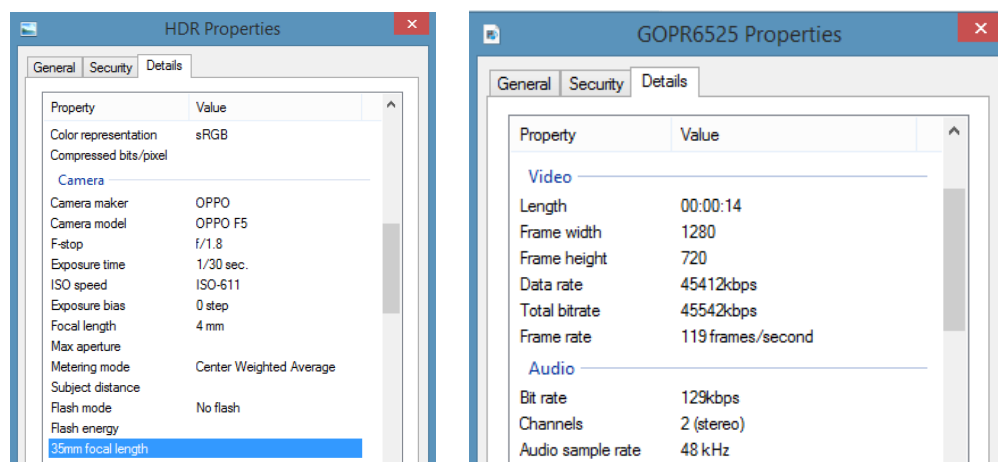 HDR Properties
General Security Details
Property Value
Color representation sRGB
Compressed bits/pixel
Camera
Camera maker OPPO
Camera model OPPO F5
F-stop f/1.8
Exposure time 1/30 sec.
ISO speed ISO-611
Exposure bias 0 step
Focal length 4 mm
Max aperture
Metering mode Center Weighted Average
Subject distance
Flash mode No flash
Flash energy
35mm focal length
GOPR6525 Properties
General Security Details
Property Value
Video
Length 00:00:14
Frame width 1280
Frame height 720
Data rate 45412kbps
Total bitrate 45542kbps
Frame rate 119 frames/second
Audio
Bit rate 129kbps
Channels 2 (stereo)
Audio sample rate 48 kHz